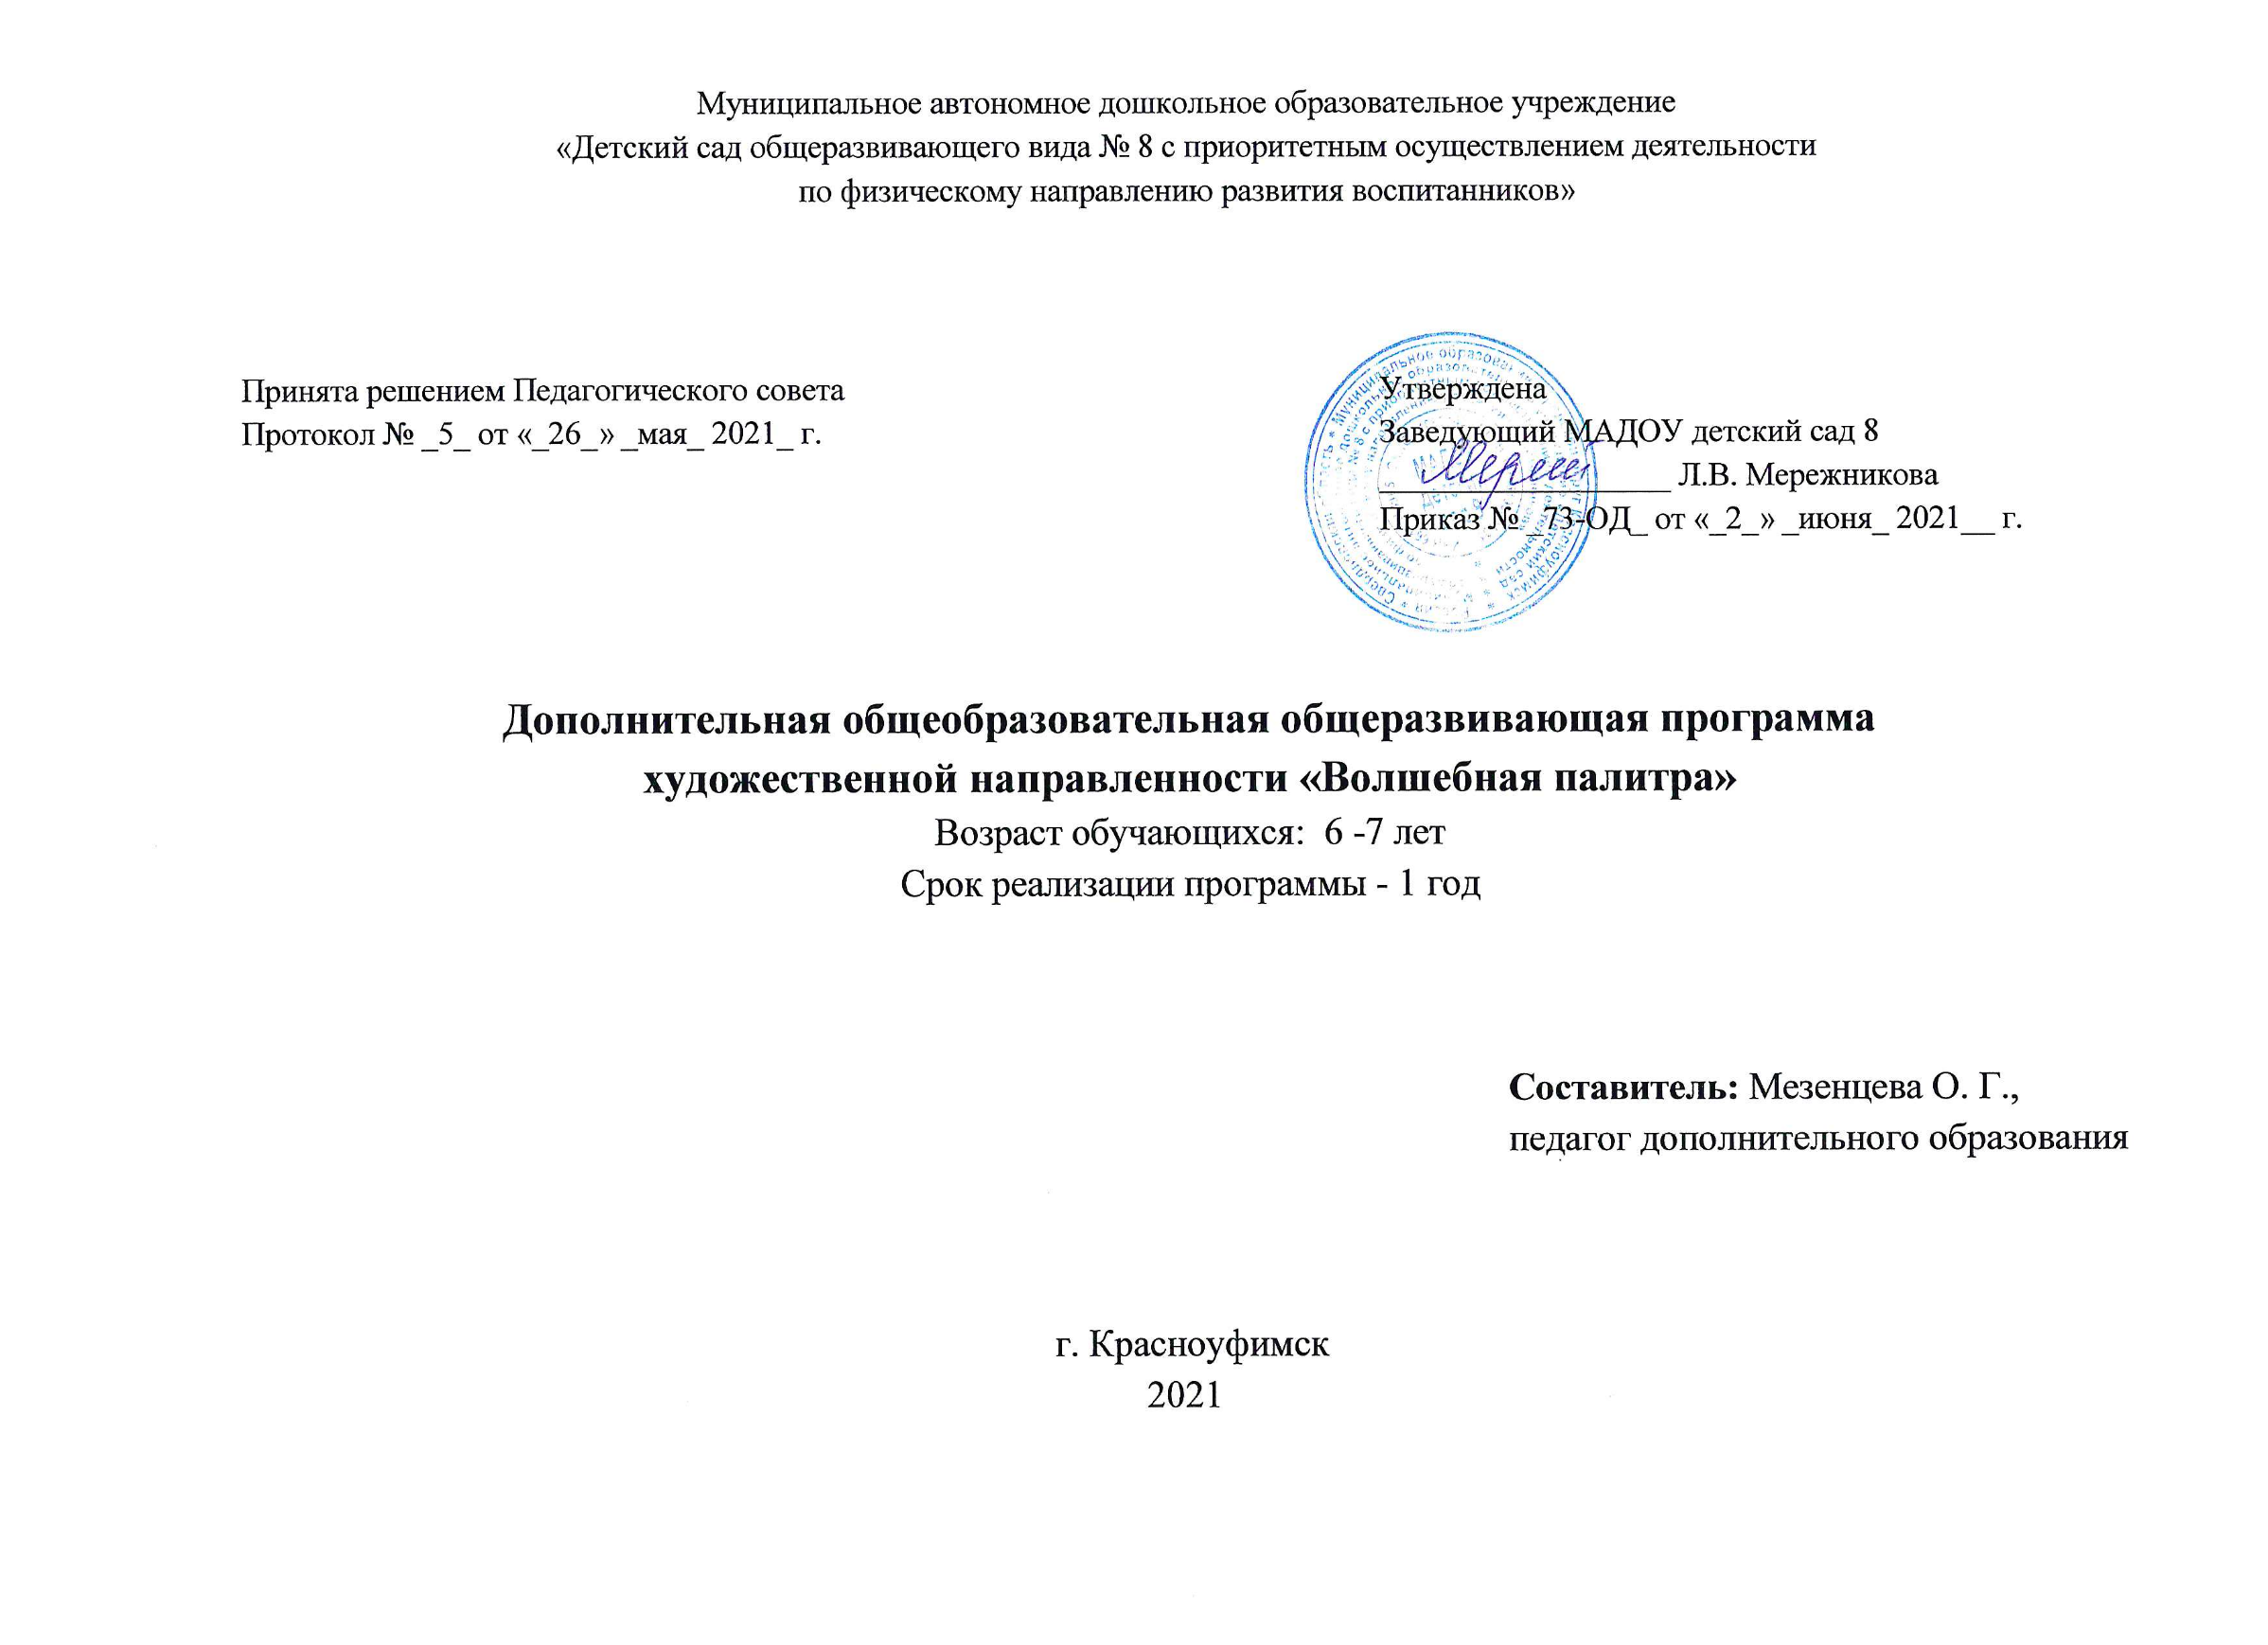 Муниципальное автономное дошкольное образовательное учреждение
«Детский сад общеразвивающего вида № 8 с приоритетным осуществлением деятельности
по физическому направлению развития воспитанников»
Принята решением Педагогического совета
Протокол № _5_ от «_26_» _мая_ 2021_ г.
Утверждена
Заведующий МАДОУ детский сад 8
__________________ Л.В. Мережникова
Приказ № _73-ОД_ от «_2_» _июня_ 2021__ г.
Дополнительная общеобразовательная общеразвивающая программа
художественной направленности «Волшебная палитра»
Возраст обучающихся:  6 -7 лет
Срок реализации программы - 1 год
Составитель: Мезенцева О. Г.,
педагог дополнительного образования
г. Красноуфимск
2021